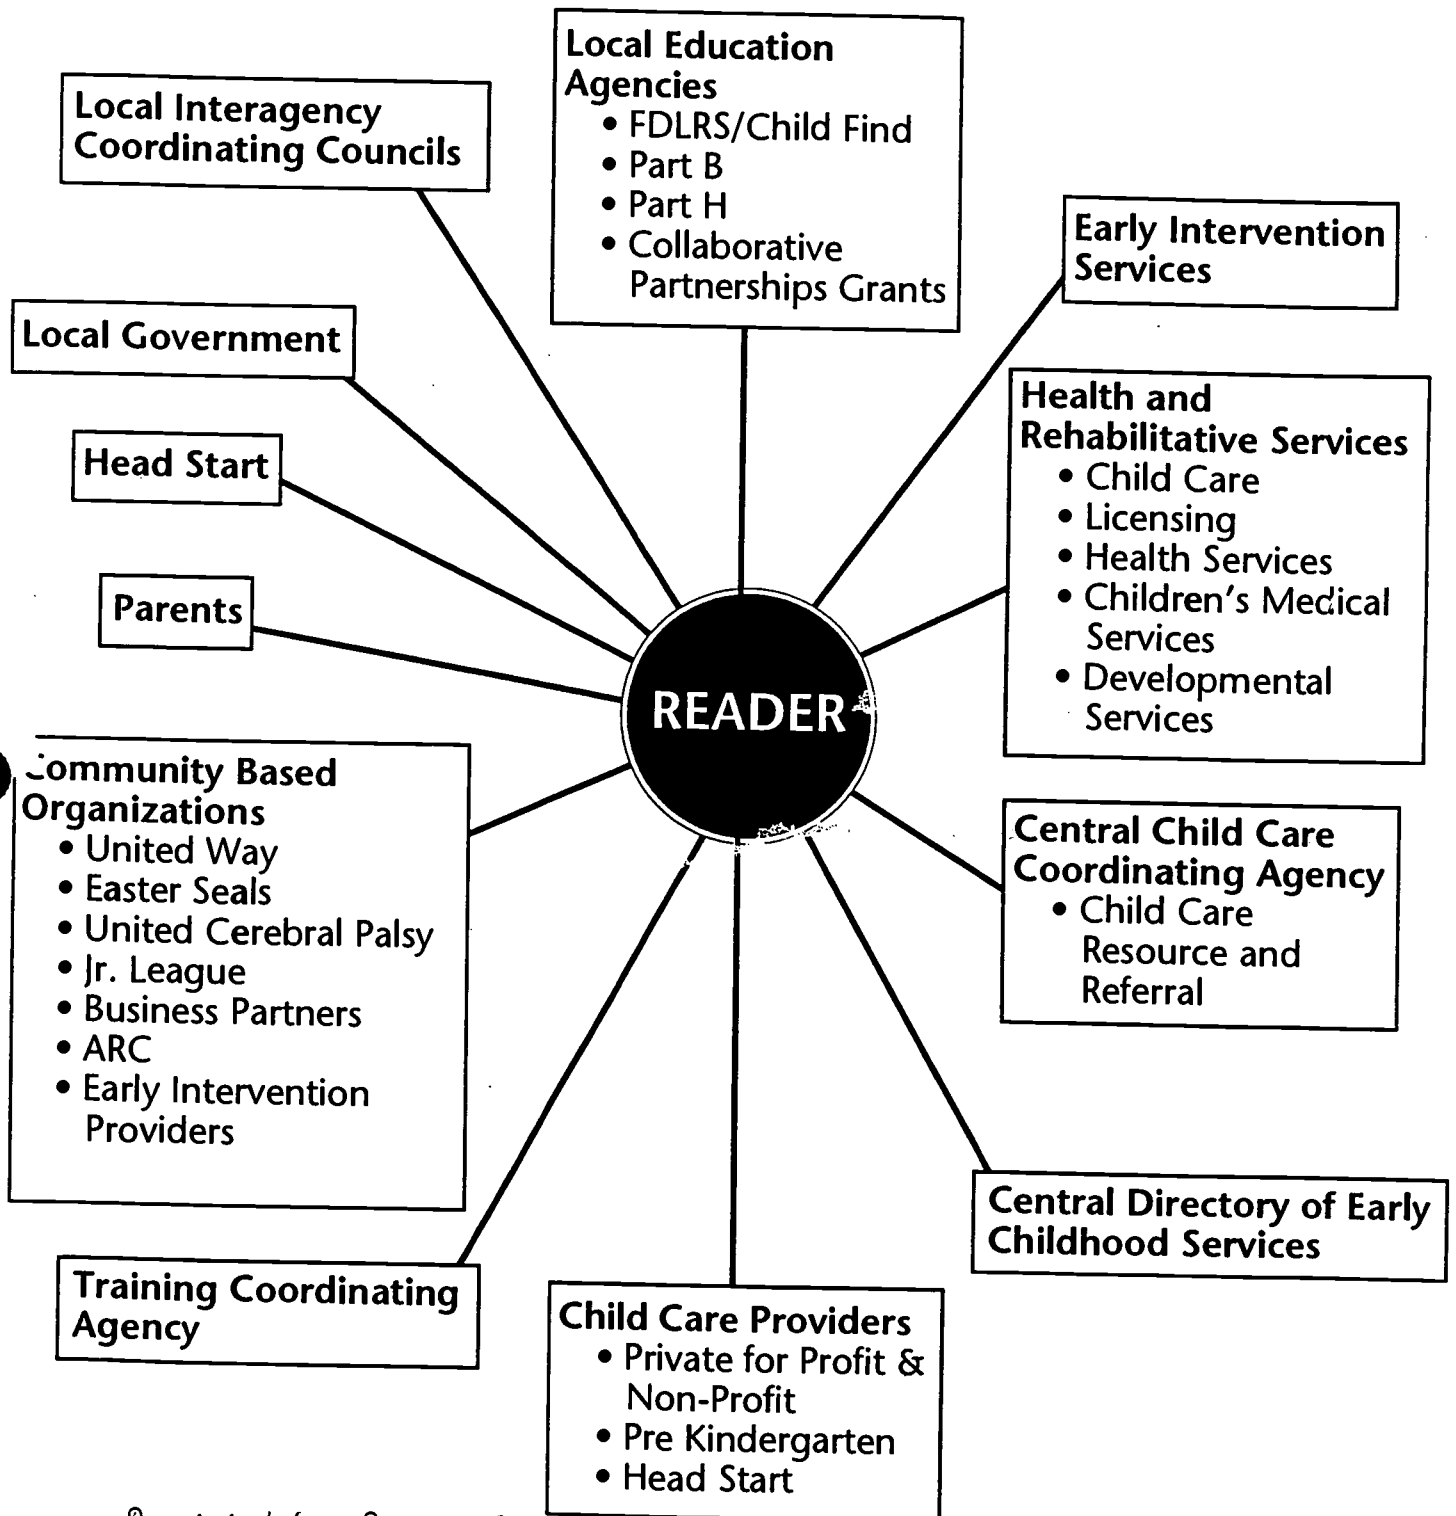 Local Education
Agencies
• FDLRS/Child Find
• Part B
• Part H
• Collaborative
Partnerships Grants
Local Interagency
Coordinating Councils
Early Intervention
Services
Local Government
Health and
Rehabilitative Services
• Child Care
• Licensing
• Health Services
• Children's Medical
Services
• Developmental
Services
Head Start
Parents
READER
Community Based
Organizations
• United Way
• Easter Seals
• United Cerebral Palsy
• Jr. League
• Business Partners
• ARC
• Early Intervention
Providers
Central Child Care
Coordinating Agency
• Child Care
Resource and
Referral
Central Directory of Early
Childhood Services
Training Coordinating
Agency
Child Care Providers
• Private for Profit &
Non-Profit
• Pre Kindergarten
• Head Start